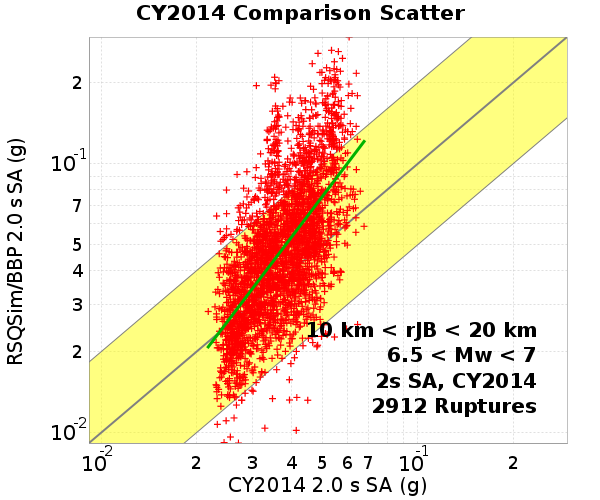 CY2014 Comparison Scatter
RSQSim/BBP 2.0 s SA (g)
2
10-1
7
5
4
3
2
10-2
10 km < rJB < 20 km
6.5 < Mw < 7
2s SA, CY2014
2912 Ruptures
10-2 2 3 4 5 6 7 10-1 2
CY2014 2.0 s SA (g)